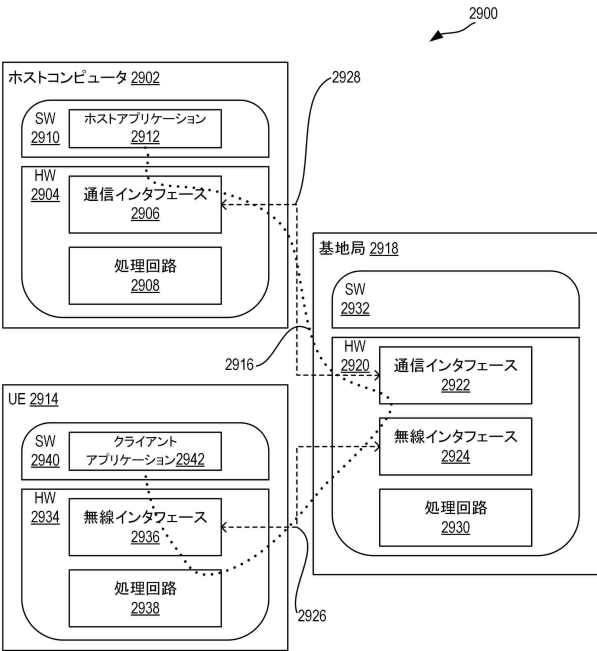 2900
ホストコンピュータ 2902
SW
2910
ホストアプリケーション
2912
HW
2904
通信インタフェース
2906
処理回路
2908
2928
2916
基地局 2918
SW
2932
HW
2920
通信インタフェース
2922
無線インタフェース
2924
処理回路
2930
UE 2914
SW
2940
クライアント
アプリケーション2942
HW
2934
無線インタフェース
2936
処理回路
2938
2926